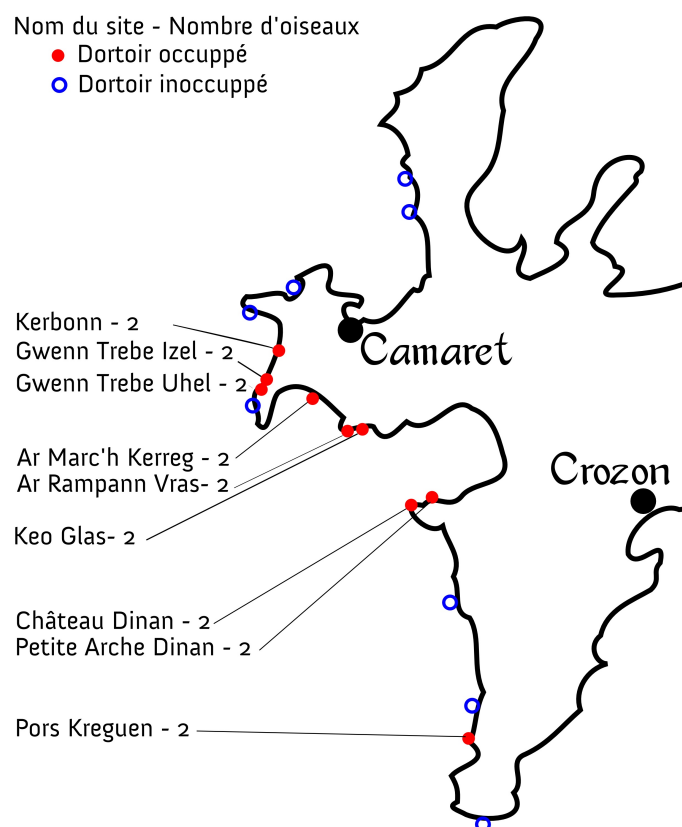 Nom du site - Nombre d'oiseaux
Dortoir occuppé
Dortoir inoccuppé
Kerbonn - 2
Gwenn Trebe Izel - 2
Gwenn Trebe Uhel - 2
Camaret
Ar Marc'h Kerreg - 2
Ar Rampann Vras- 2
Crozon
Keo Glas- 2
Château Dinan - 2
Petite Arche Dinan - 2
Pors Kreguen - 2